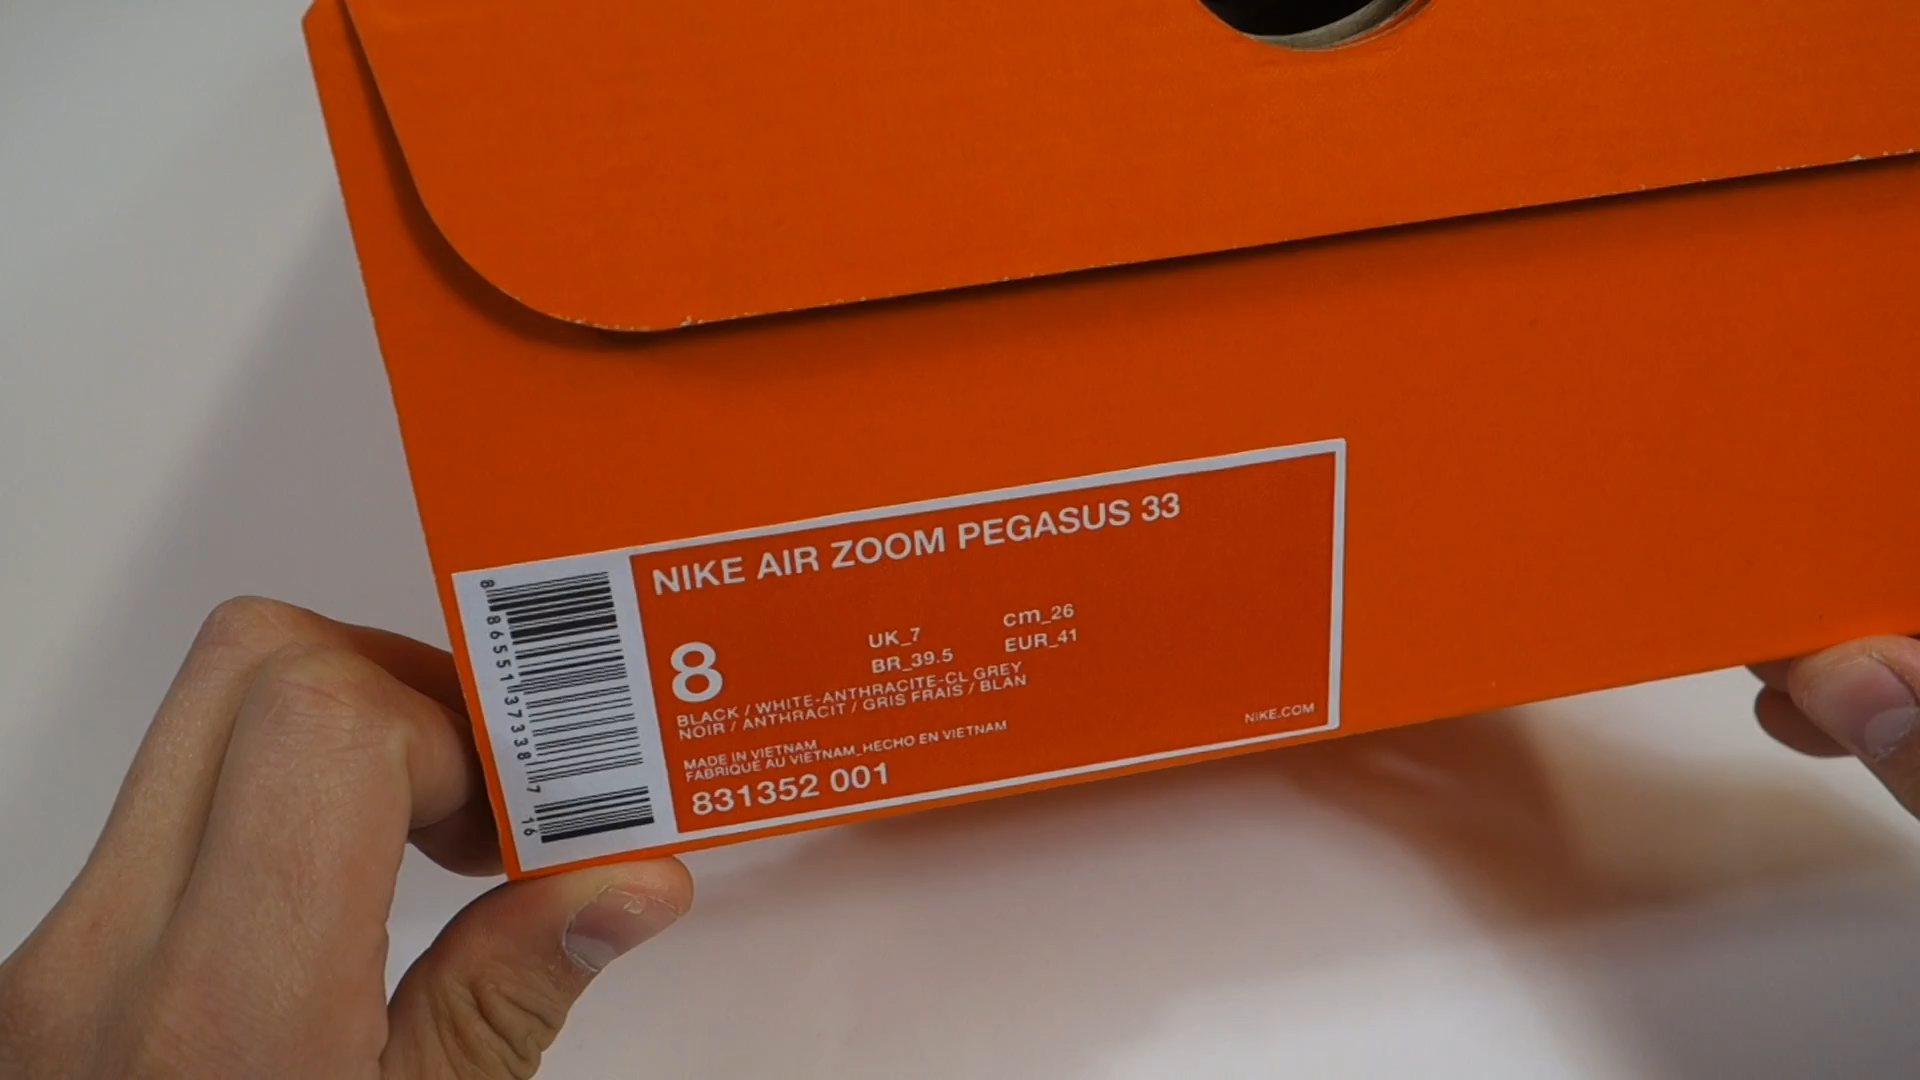 NIKE AIR ZOOM PEGASUS 33
8
UK_7
cm_26
BR_39.5
EUR_41
BLACK / WHITE-ANTHRACITE-CL GREY
NOIR / ANTHRACIT / GRIS FRAIS / BLAN
MADE IN VIETNAM
FABRIQUE AU VIETNAM_HECHO EN VIETNAM
831352 001
NIKE.COM
8 86551 37338 7 16